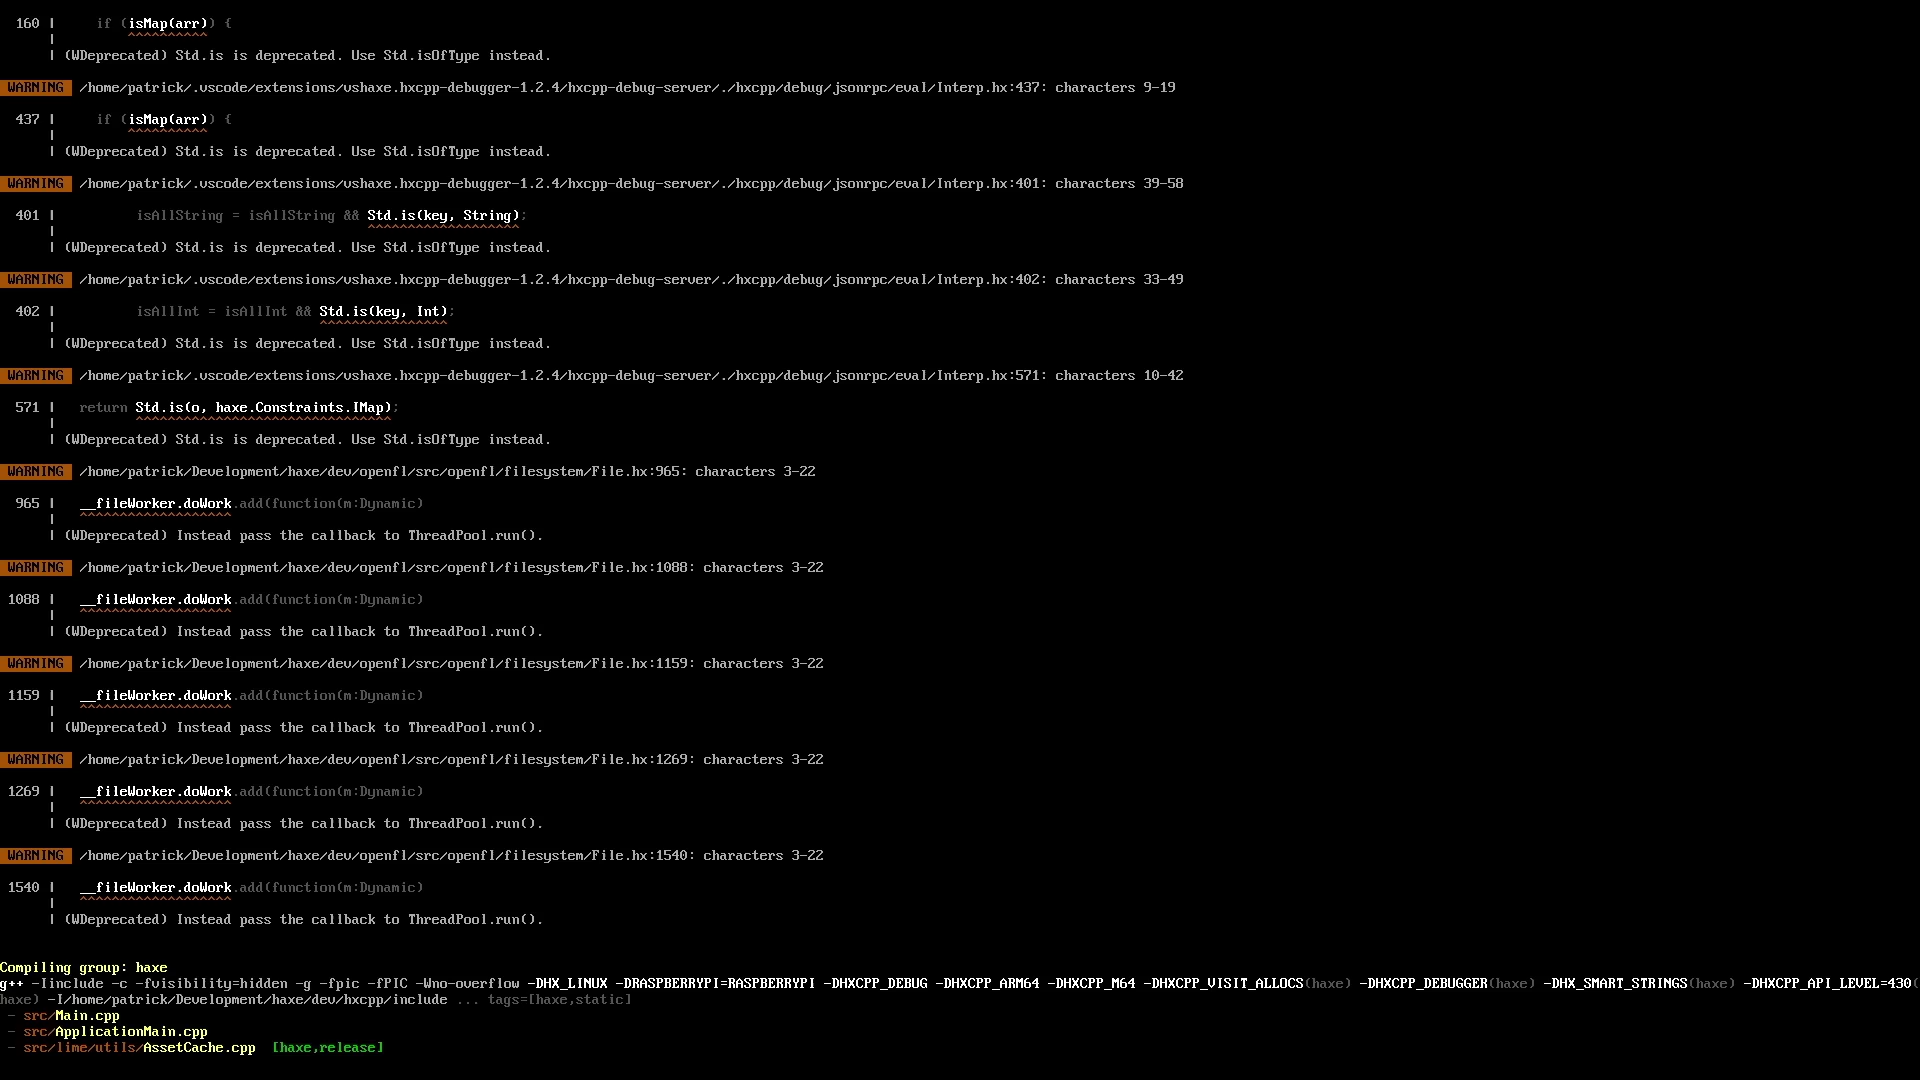 160 |     if (isMap(arr)) {
|         ^^^^^^^^^^
| (WDeprecated) Std.is is deprecated. Use Std.isOfType instead.
WARNING /home/patrick/.vscode/extensions/vshaxe.hxcpp-debugger-1.2.4/hxcpp-debug-server/./hxcpp/debug/jsonrpc/eval/Interp.hx:437: characters 9-19
437 |     if (isMap(arr)) {
|         ^^^^^^^^^^
| (WDeprecated) Std.is is deprecated. Use Std.isOfType instead.
WARNING /home/patrick/.vscode/extensions/vshaxe.hxcpp-debugger-1.2.4/hxcpp-debug-server/./hxcpp/debug/jsonrpc/eval/Interp.hx:401: characters 39-58
401 |          isAllString = isAllString && Std.is(key, String);
|                                       ^^^^^^^^^^^^^^^^^^^
| (WDeprecated) Std.is is deprecated. Use Std.isOfType instead.
WARNING /home/patrick/.vscode/extensions/vshaxe.hxcpp-debugger-1.2.4/hxcpp-debug-server/./hxcpp/debug/jsonrpc/eval/Interp.hx:402: characters 33-49
402 |          isAllInt = isAllInt && Std.is(key, Int);
|                                 ^^^^^^^^^^^^^^^^
| (WDeprecated) Std.is is deprecated. Use Std.isOfType instead.
WARNING /home/patrick/.vscode/extensions/vshaxe.hxcpp-debugger-1.2.4/hxcpp-debug-server/./hxcpp/debug/jsonrpc/eval/Interp.hx:571: characters 10-42
571 |   return Std.is(o, haxe.Constraints.IMap);
|          ^^^^^^^^^^^^^^^^^^^^^^^^^^^^^^^^
| (WDeprecated) Std.is is deprecated. Use Std.isOfType instead.
WARNING /home/patrick/Development/haxe/dev/openfl/src/openfl/filesystem/File.hx:965: characters 3-22
965 |   __fileWorker.doWork.add(function(m:Dynamic)
|   ^^^^^^^^^^^^^^^^^^^
| (WDeprecated) Instead pass the callback to ThreadPool.run().
WARNING /home/patrick/Development/haxe/dev/openfl/src/openfl/filesystem/File.hx:1088: characters 3-22
1088 |   __fileWorker.doWork.add(function(m:Dynamic)
|   ^^^^^^^^^^^^^^^^^^^
| (WDeprecated) Instead pass the callback to ThreadPool.run().
WARNING /home/patrick/Development/haxe/dev/openfl/src/openfl/filesystem/File.hx:1159: characters 3-22
1159 |   __fileWorker.doWork.add(function(m:Dynamic)
|   ^^^^^^^^^^^^^^^^^^^
| (WDeprecated) Instead pass the callback to ThreadPool.run().
WARNING /home/patrick/Development/haxe/dev/openfl/src/openfl/filesystem/File.hx:1269: characters 3-22
1269 |   __fileWorker.doWork.add(function(m:Dynamic)
|   ^^^^^^^^^^^^^^^^^^^
| (WDeprecated) Instead pass the callback to ThreadPool.run().
WARNING /home/patrick/Development/haxe/dev/openfl/src/openfl/filesystem/File.hx:1540: characters 3-22
1540 |   __fileWorker.doWork.add(function(m:Dynamic)
|   ^^^^^^^^^^^^^^^^^^^
| (WDeprecated) Instead pass the callback to ThreadPool.run().
Compiling group: haxe
g++ -Iinclude -c -fvisibility=hidden -g -fpic -fPIC -Wno-overflow -DHX_LINUX -DRASPBERRYPI=RASPBERRYPI -DHXCPP_DEBUG -DHXCPP_ARM64 -DHXCPP_M64 -DHXCPP_VISIT_ALLOCS(haxe) -DHXCPP_DEBUGGER(haxe) -DHX_SMART_STRINGS(haxe) -DHXCPP_API_LEVEL=430(
haxe) -I/home/patrick/Development/haxe/dev/hxcpp/include ... tags=[haxe,static]
- src/Main.cpp
- src/ApplicationMain.cpp
- src/lime/utils/AssetCache.cpp  [haxe,release]